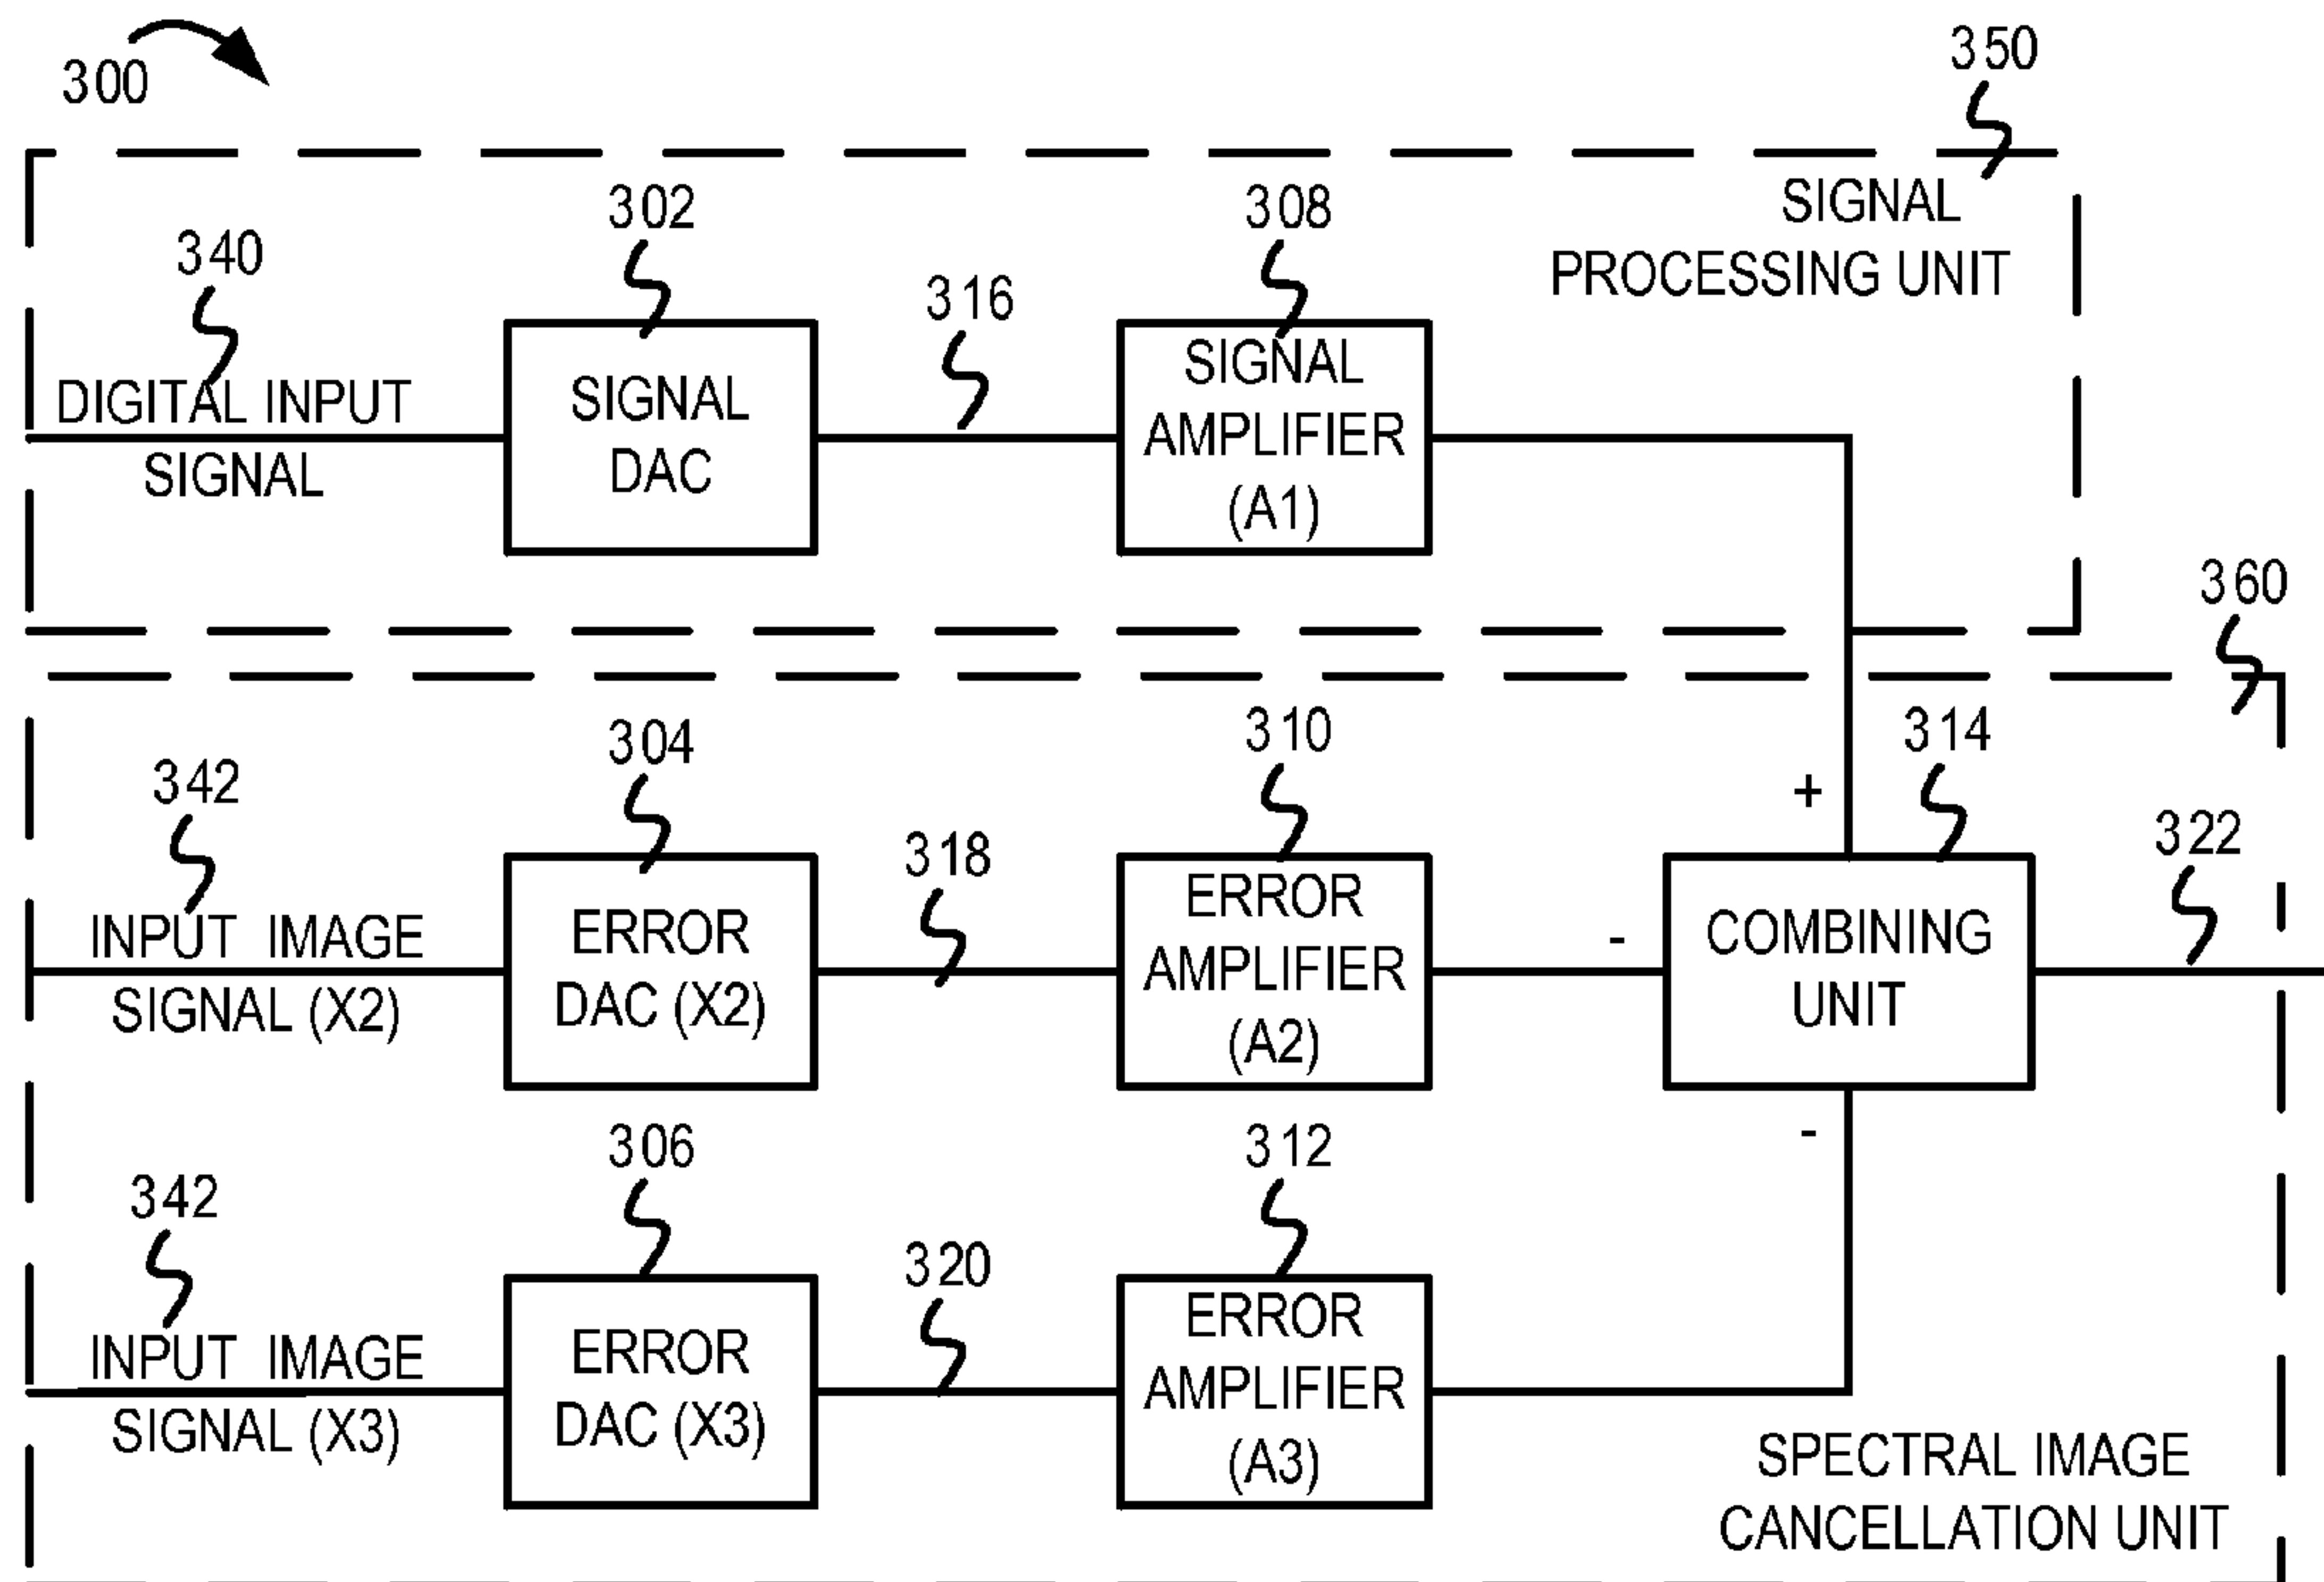 300
350
SIGNAL
PROCESSING UNIT
302
308
340
316
DIGITAL INPUT
SIGNAL
SIGNAL
DAC
SIGNAL
AMPLIFIER
(A1)
360
304
310
314
342
318
+
322
INPUT IMAGE
SIGNAL (X2)
ERROR
DAC (X2)
ERROR
AMPLIFIER
(A2)
-
COMBINING
UNIT
-
306
312
342
320
INPUT IMAGE
SIGNAL (X3)
ERROR
DAC (X3)
ERROR
AMPLIFIER
(A3)
SPECTRAL IMAGE
CANCELLATION UNIT